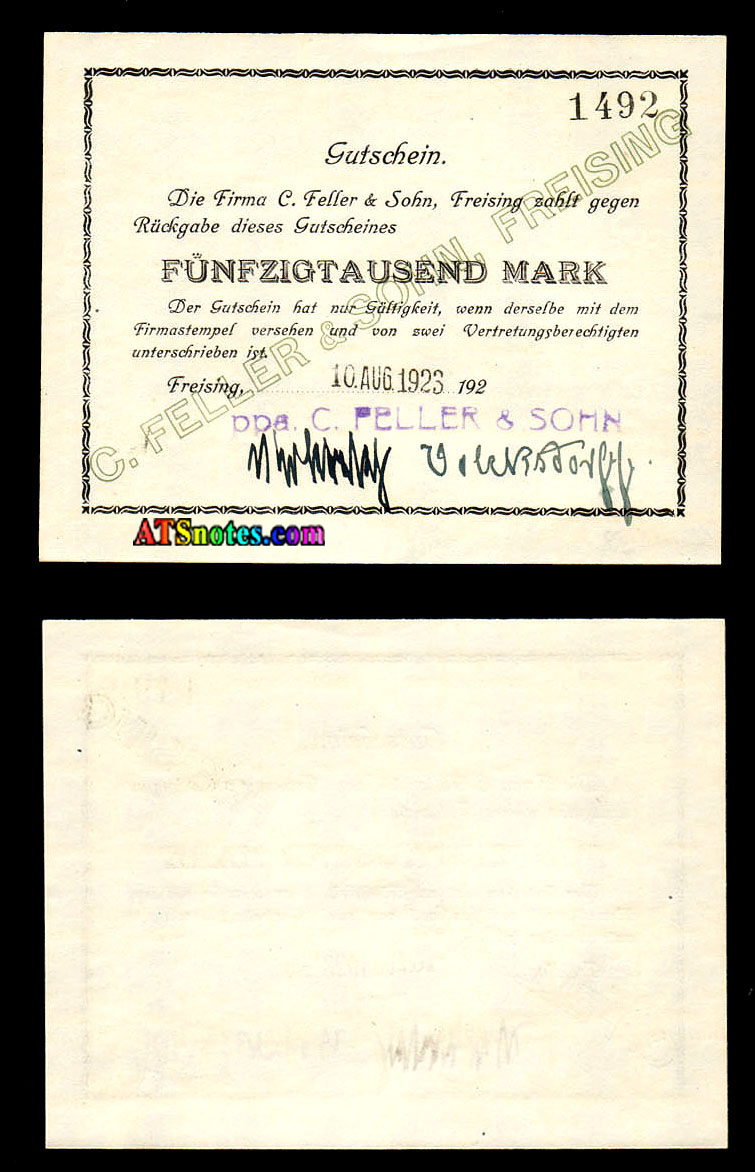 1492
Gutschein.
Die Firma C. Feller & Sohn, Freising zahlt gegen
Rückgabe dieses Gutscheines
FÜNFZIGTAUSEND MARK
Der Gutschein hat nur Gültigkeit, wenn derselbe mit dem
Firmastempel versehen und von zwei Vertretungsberechtigten
unterschrieben ist.
Freising, 10.AUG.1923 192
C. FELLER & SOHN, FREISING
ppa. C. FELLER & SOHN
ATSnotes.com